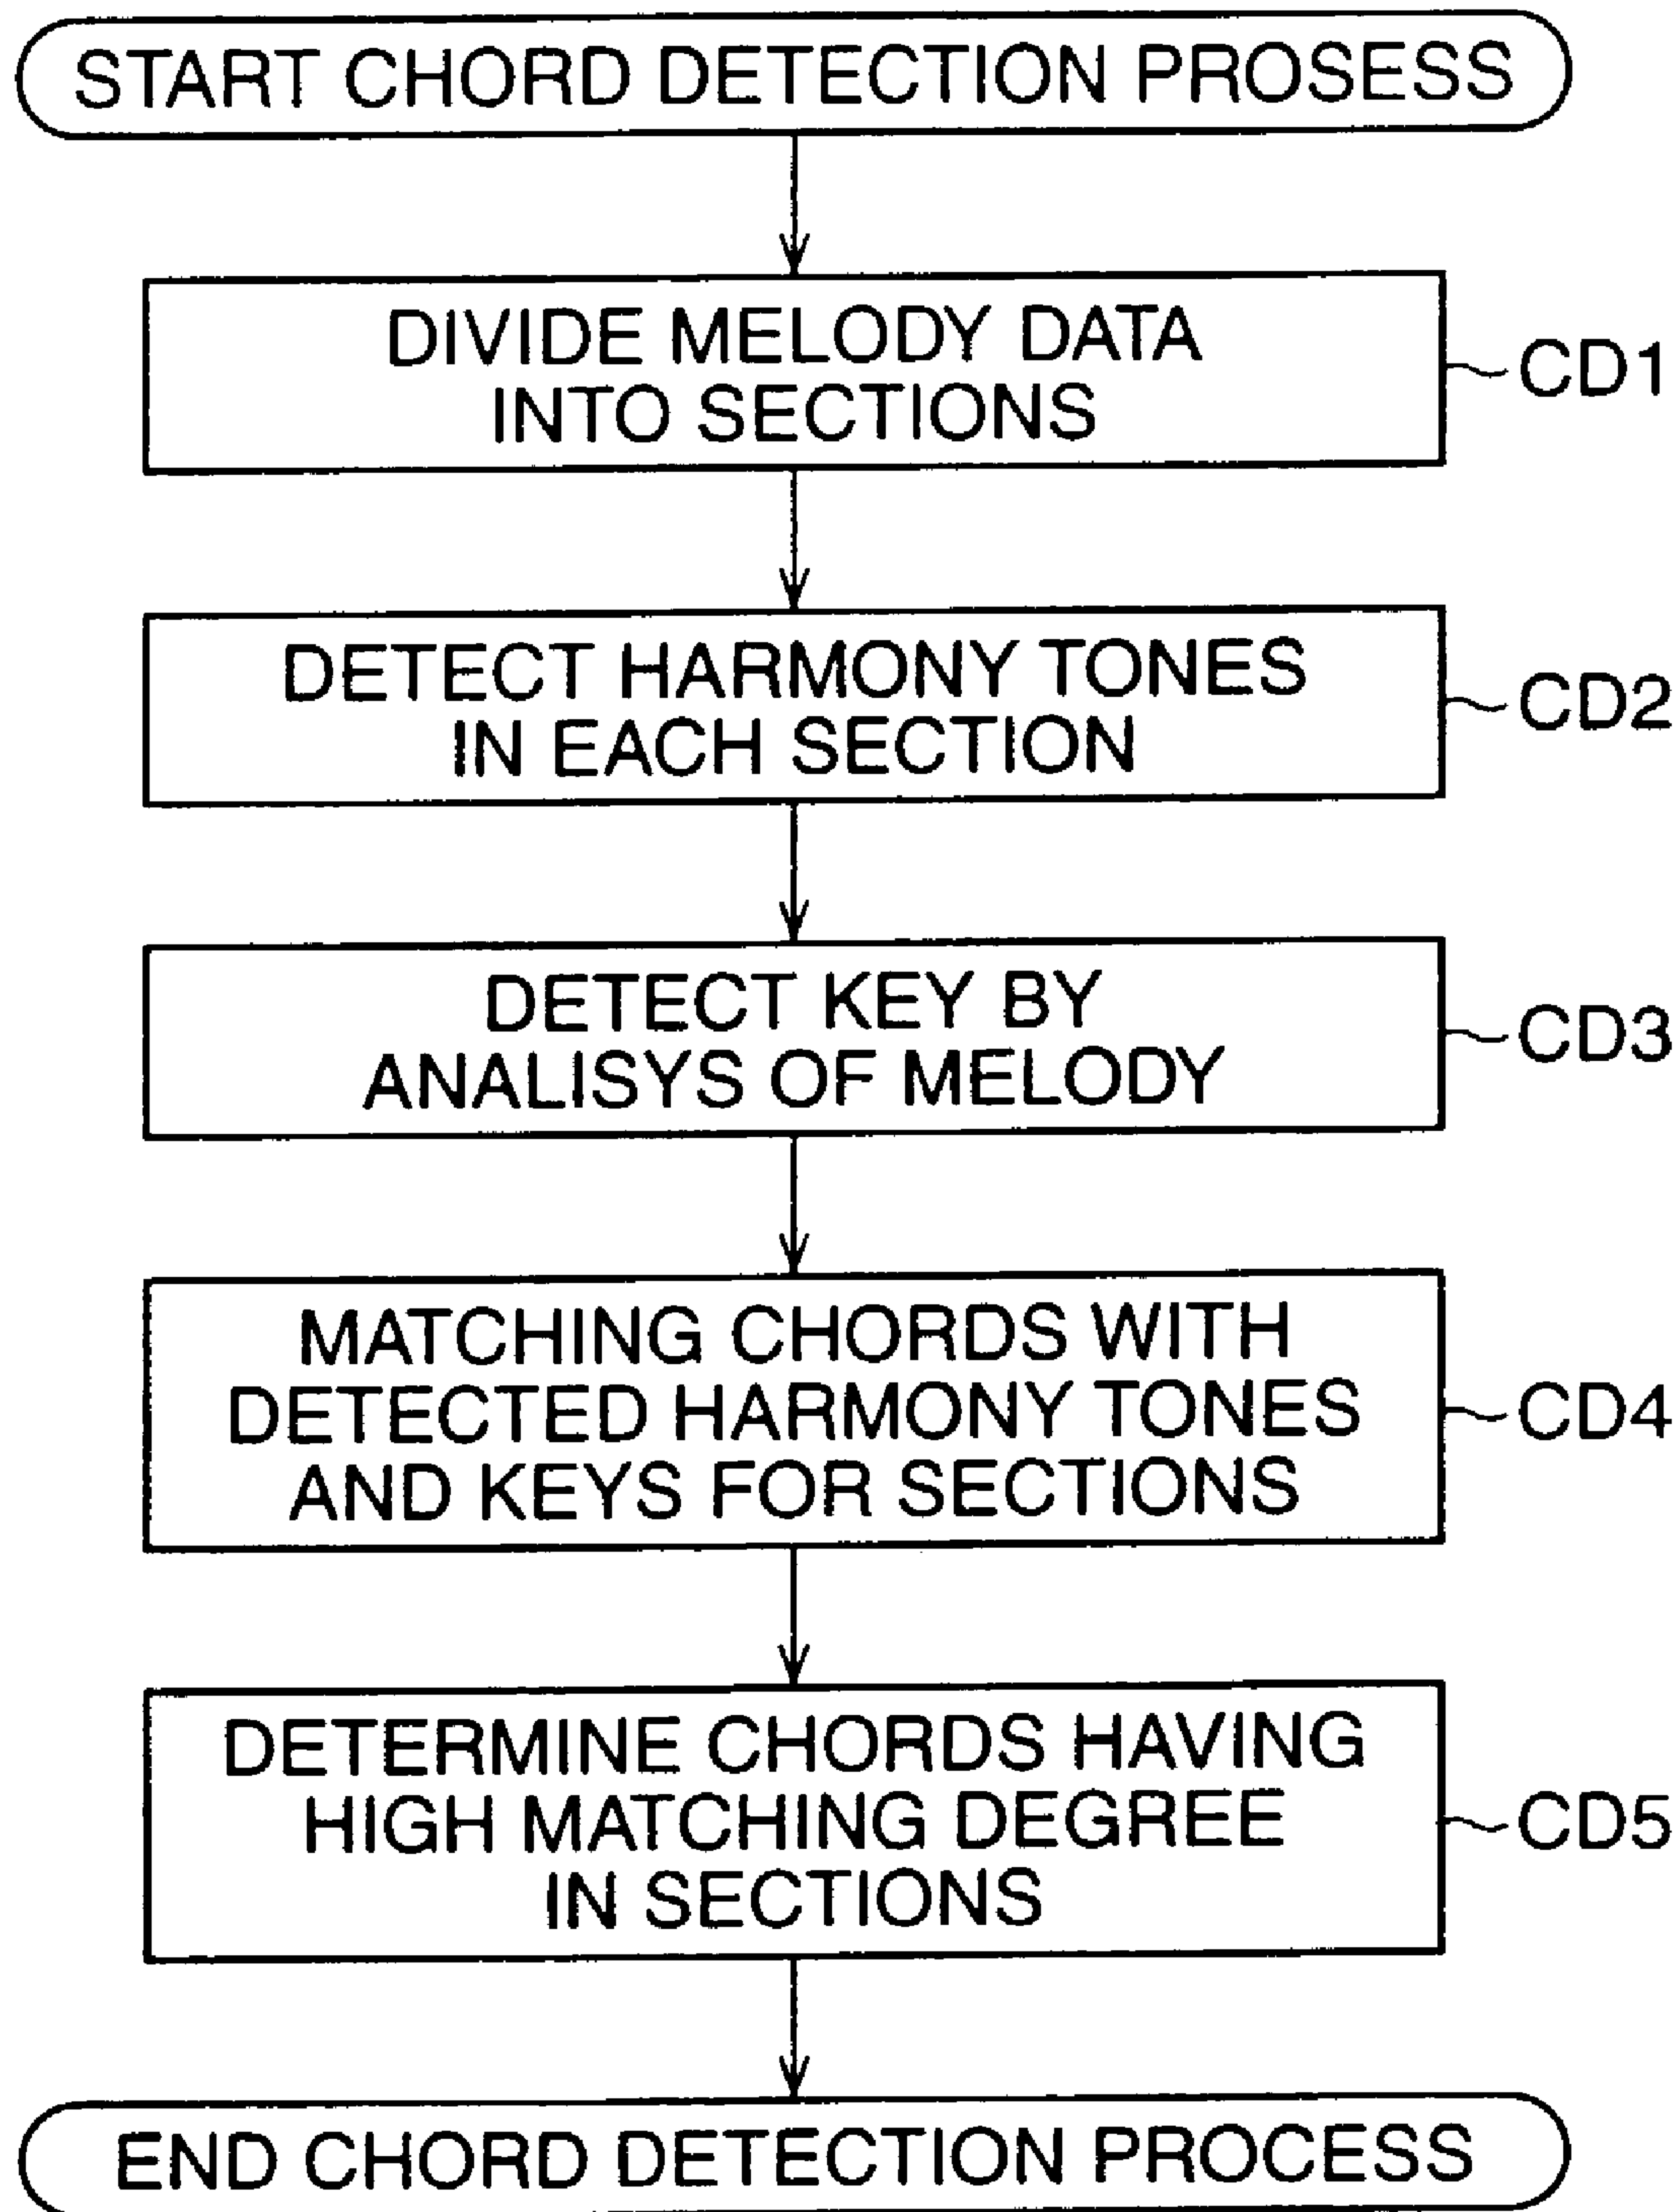 START CHORD DETECTION PROSESS
DIVIDE MELODY DATA
INTO SECTIONS
CD1
DETECT HARMONY TONES
IN EACH SECTION
CD2
DETECT KEY BY
ANALISYS OF MELODY
CD3
MATCHING CHORDS WITH
DETECTED HARMONY TONES
AND KEYS FOR SECTIONS
CD4
DETERMINE CHORDS HAVING
HIGH MATCHING DEGREE
IN SECTIONS
CD5
END CHORD DETECTION PROCESS